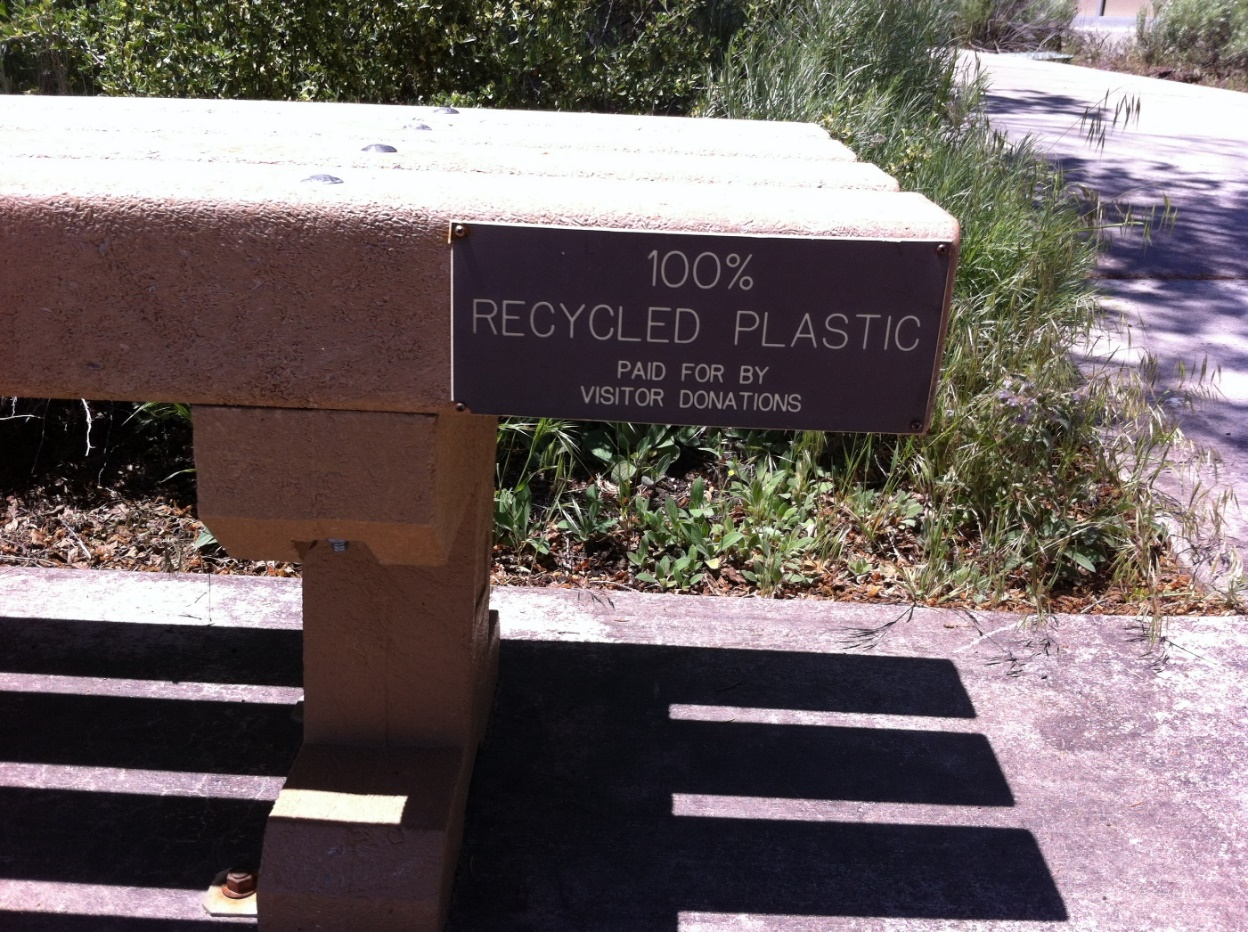 100%
RECYCLED PLASTIC
PAID FOR BY
VISITOR DONATIONS